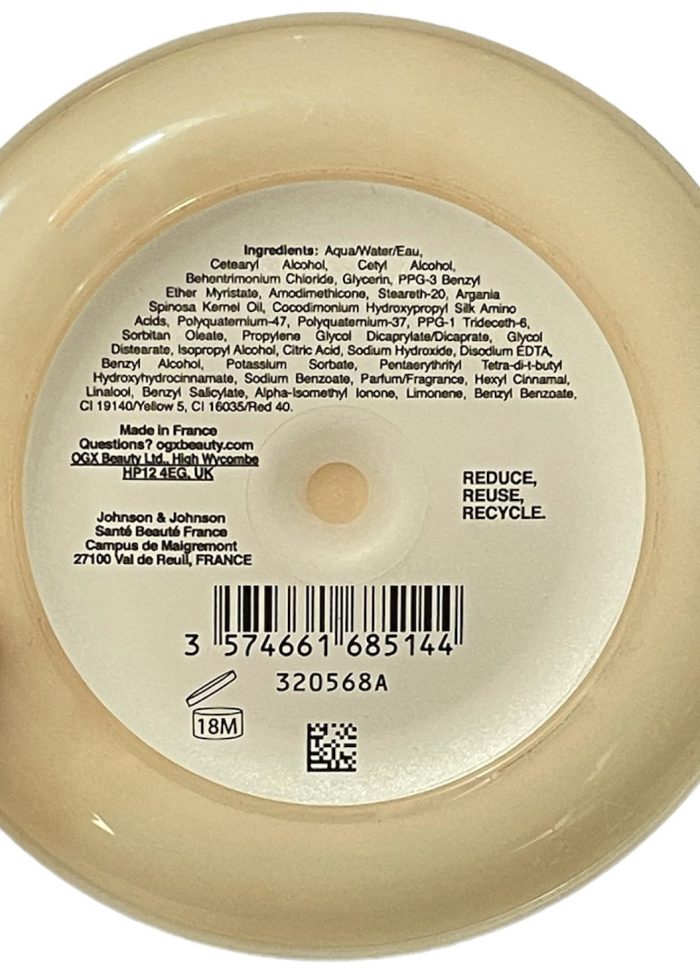 Ingredients: Aqua/Water/Eau,
Cetearyl Alcohol, Cetyl Alcohol,
Behentrimonium Chloride, Glycerin, PPG-3 Benzyl
Ether Myristate, Amodimethicone, Steareth-20, Argania
Spinosa Kernel Oil, Cocodimonium Hydroxypropyl Silk Amino
Acids, Polyquaternium-47, Polyquaternium-37, PPG-1 Trideceth-6,
Sorbitan Oleate, Propylene Glycol Dicaprylate/Dicaprate, Glycol
Distearate, Isopropyl Alcohol, Citric Acid, Sodium Hydroxide, Disodium EDTA,
Benzyl Alcohol, Potassium Sorbate, Pentaerythrityl Tetra-di-t-butyl
Hydroxyhydrocinnamate, Sodium Benzoate, Parfum/Fragrance, Hexyl Cinnamal,
Linalool, Benzyl Salicylate, Alpha-Isomethyl Ionone, Limonene, Benzyl Benzoate,
CI 19140/Yellow 5, CI 16035/Red 40.
Made in France
Questions? ogxbeauty.com
OGX Beauty Ltd., High Wycombe
HP12 4EG, UK
Johnson & Johnson
Santé Beauté France
Campus de Maigremont
27100 Val de Reuil, FRANCE
REDUCE,
REUSE,
RECYCLE.
3 574661 685144
320568A
18M